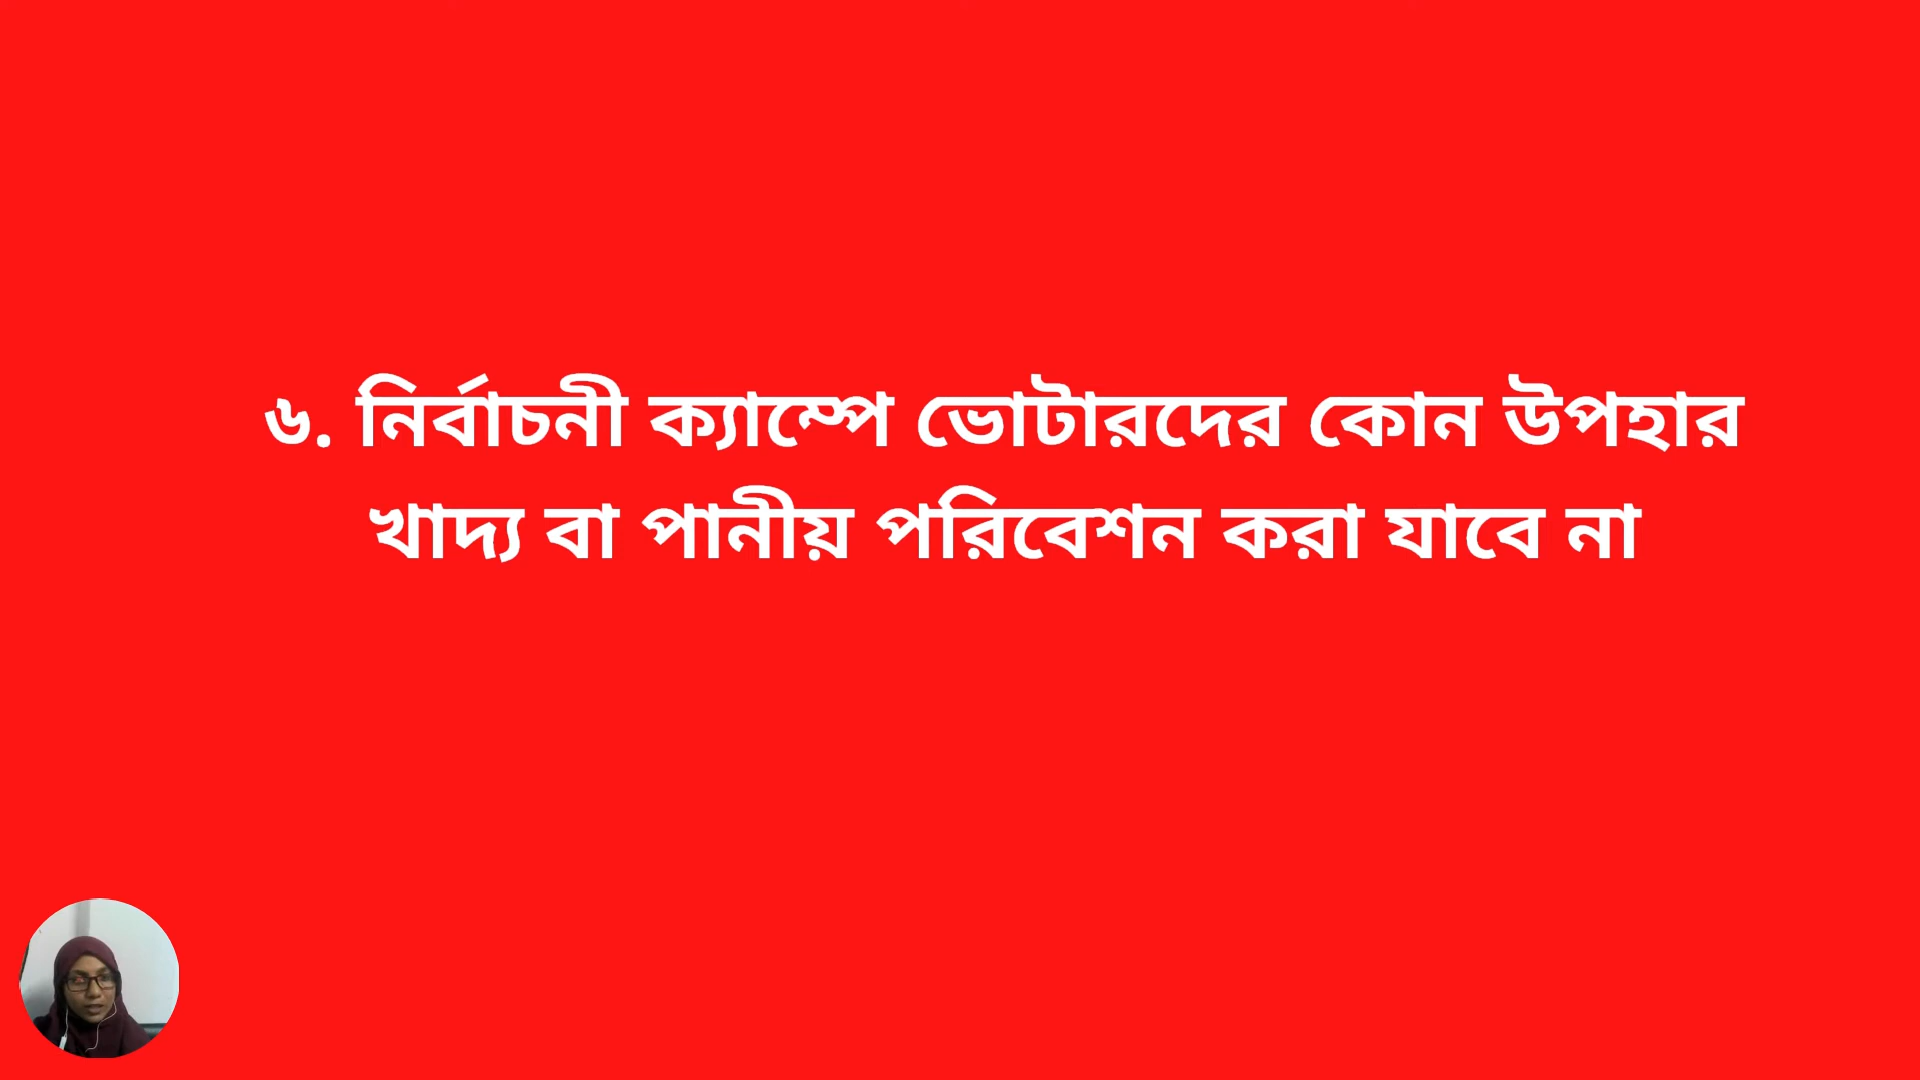 ৬. নির্বাচনী ক্যাম্পে ভোটারদের কোন উপহার
খাদ্য বা পানীয় পরিবেশন করা যাবে না